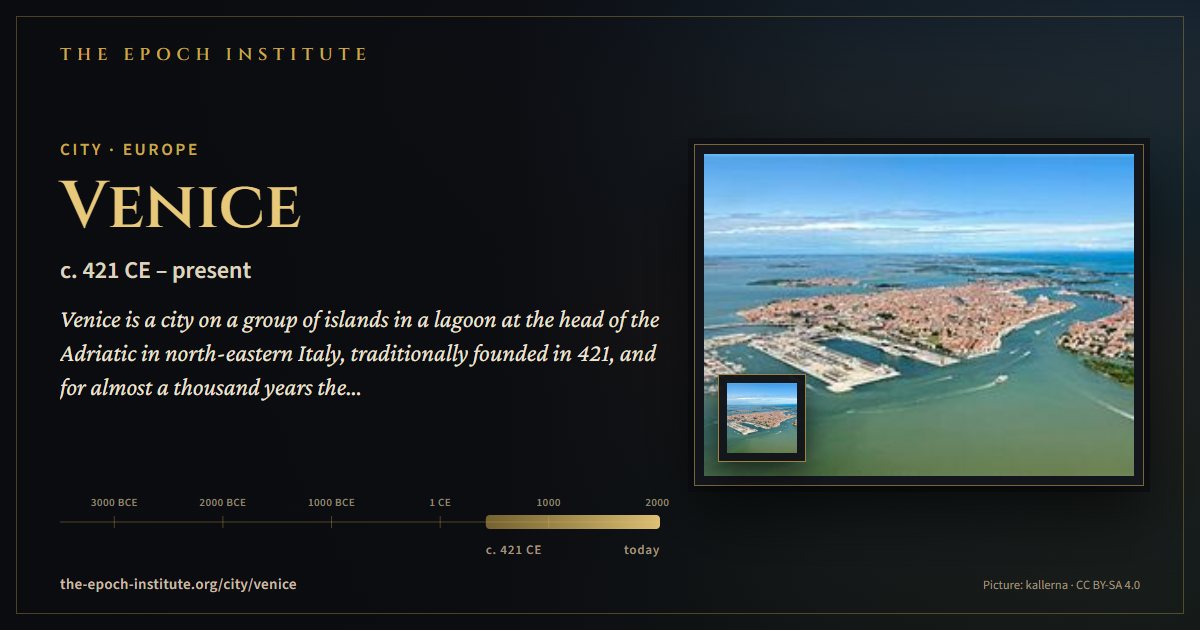 THE EPOCH INSTITUTE
CITY · EUROPE
VENICE
c. 421 CE – present
Venice is a city on a group of islands in a lagoon at the head of the
Adriatic in north-eastern Italy, traditionally founded in 421, and
for almost a thousand years the...
3000 BCE 2000 BCE 1000 BCE 1 CE 1000 2000
c. 421 CE today
the-epoch-institute.org/city/venice
Picture: kallerna · CC BY-SA 4.0